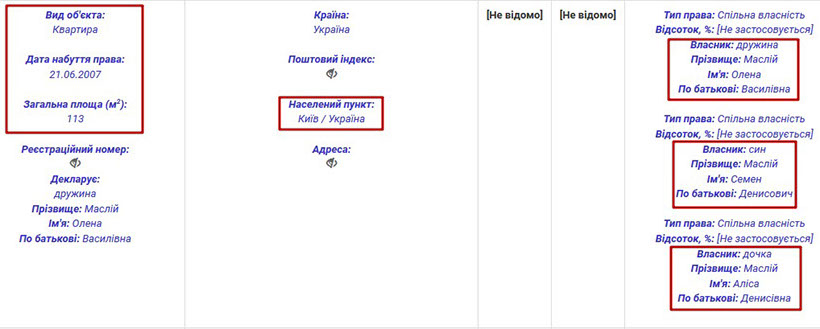 Вид об'єкта:
Квартира
Дата набуття права:
21.06.2007
Загальна площа (м²):
113
Реєстраційний номер:
Декларує:
дружина
Прізвище: Маслій
Ім'я: Олена
По батькові: Василівна
Країна:
Україна
Поштовий індекс:
Населений пункт:
Київ / Україна
Адреса:
[Не відомо]
[Не відомо]
Тип права: Спільна власність
Відсоток, %: [Не застосовується]
Власник: дружина
Прізвище: Маслій
Ім'я: Олена
По батькові: Василівна
Тип права: Спільна власність
Відсоток, %: [Не застосовується]
Власник: син
Прізвище: Маслій
Ім'я: Семен
По батькові: Денисович
Тип права: Спільна власність
Відсоток, %: [Не застосовується]
Власник: дочка
Прізвище: Маслій
Ім'я: Аліса
По батькові: Денисівна